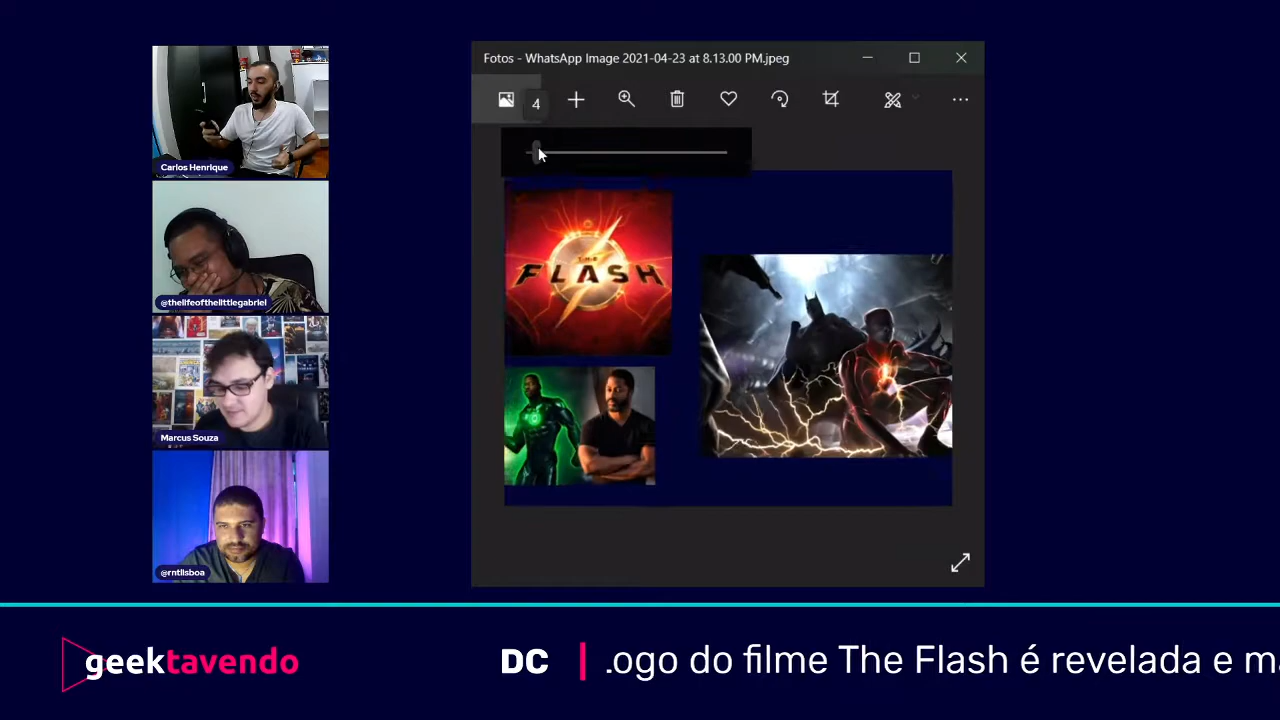 Fotos - WhatsApp Image 2021-04-23 at 8.13.00 PM.jpeg
4
Carlos Henrique
@thelifeofthelittlegabriel
Marcus Souza
@rntlisboa
THE
FLASH
geektavendo
DC | .ogo do filme The Flash é revelada e m